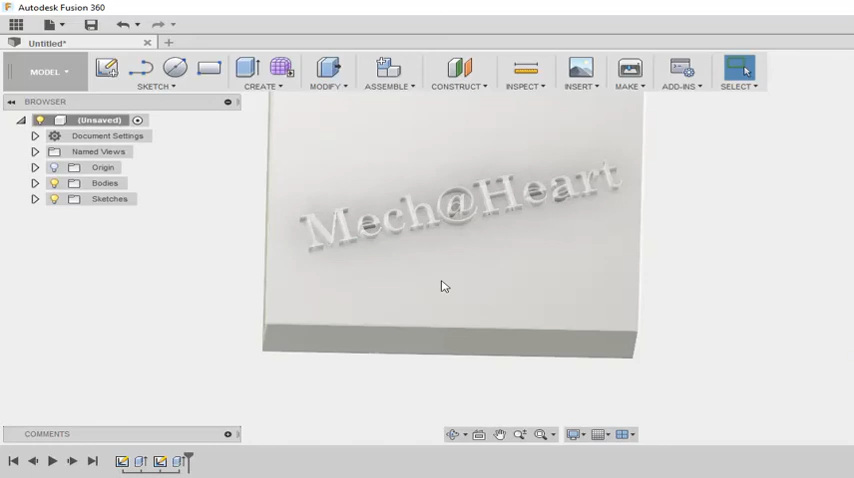 Autodesk Fusion 360
Untitled*
MODEL
SKETCH
CREATE
MODIFY
ASSEMBLE
CONSTRUCT
INSPECT
INSERT
MAKE
ADD-INS
SELECT
BROWSER
(Unsaved)
Document Settings
Named Views
Origin
Bodies
Sketches
Mech@Heart
COMMENTS